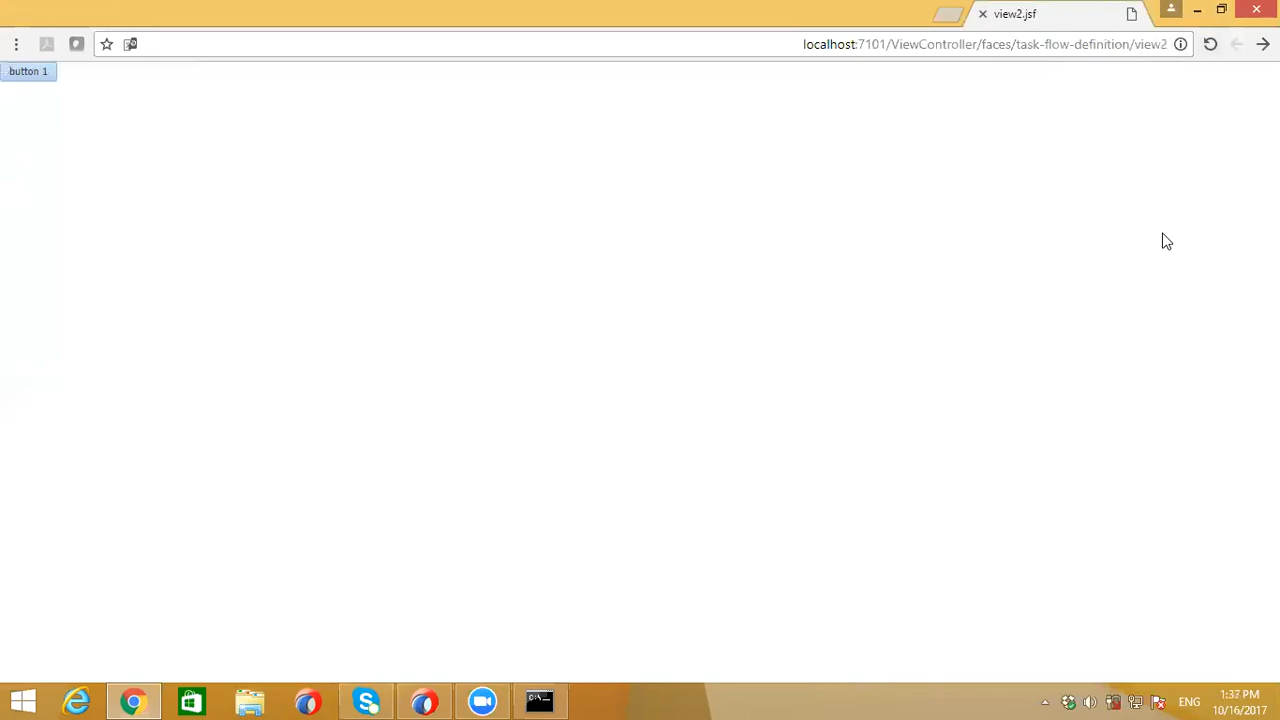 view2.jsf
localhost:7101/ViewController/faces/task-flow-definition/view2
button 1
ENG
1:37 PM
10/16/2017